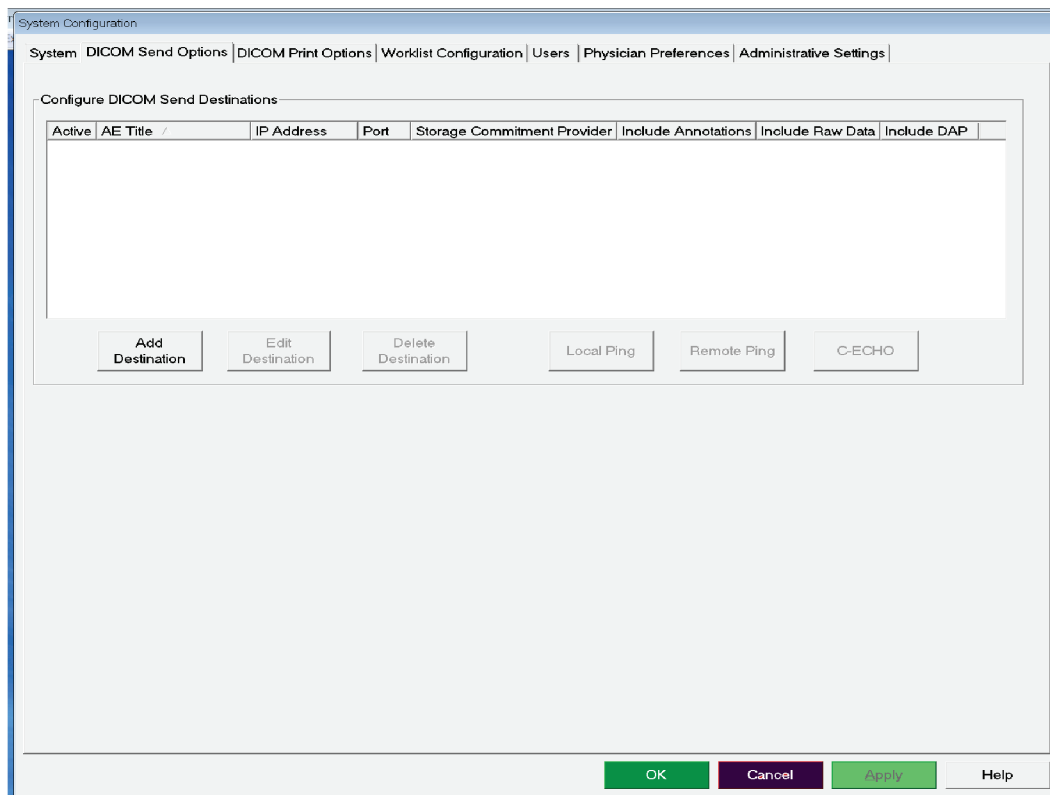 System Configuration
System DICOM Send Options DICOM Print Options Worklist Configuration Users Physician Preferences Administrative Settings
Configure DICOM Send Destinations
Active AE Title IP Address Port Storage Commitment Provider Include Annotations Include Raw Data Include DAP
Add Destination Edit Destination Delete Destination Local Ping Remote Ping C-ECHO
OK Cancel Apply Help